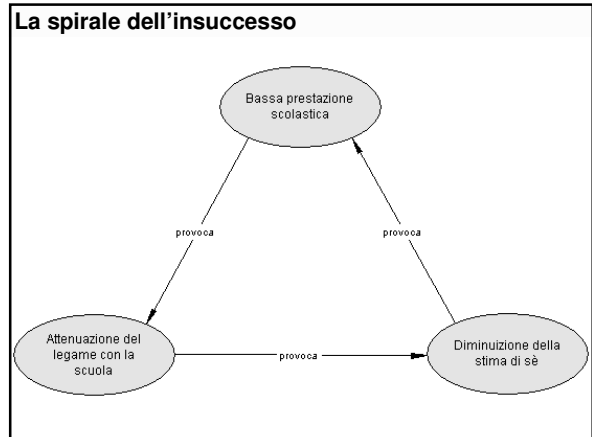 La spirale dell'insuccesso
Bassa prestazione
scolastica
provoca
provoca
Attenuazione del
legame con la
scuola
provoca
Diminuizione della
stima di sè